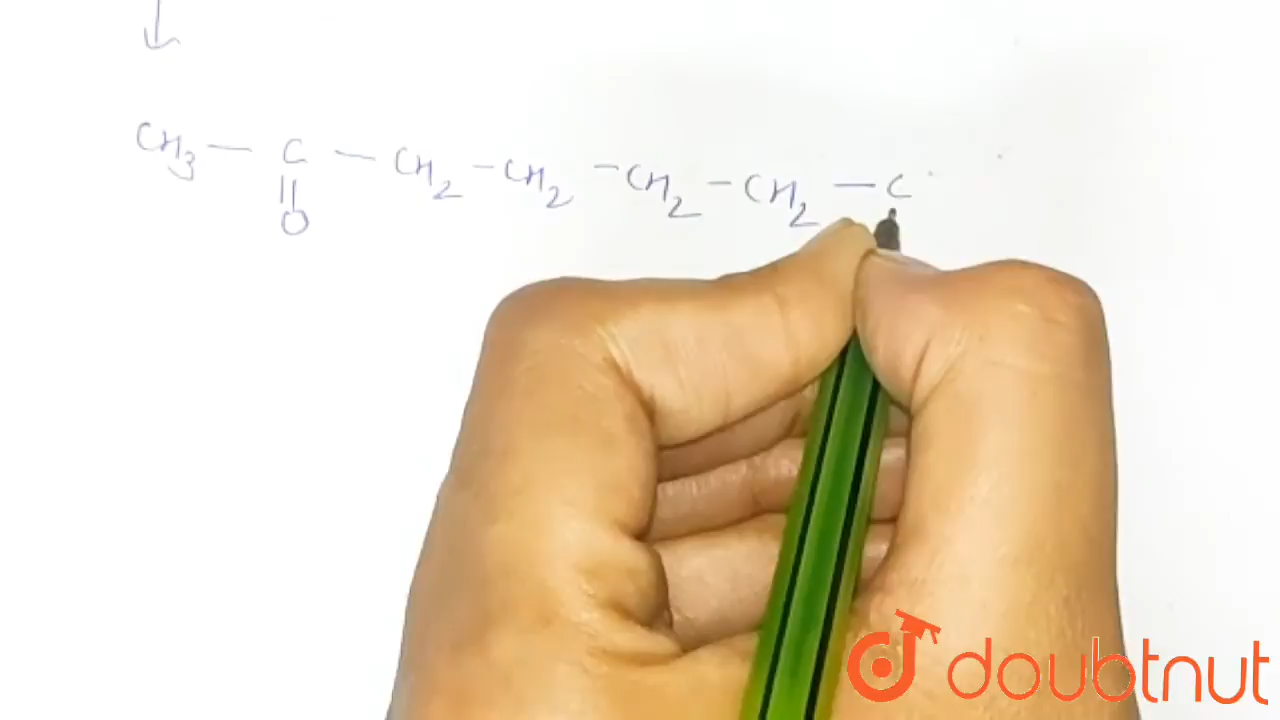 CH3 — C — CH2 - CH2 - CH2 - CH2 — C
||
O
doubtnut